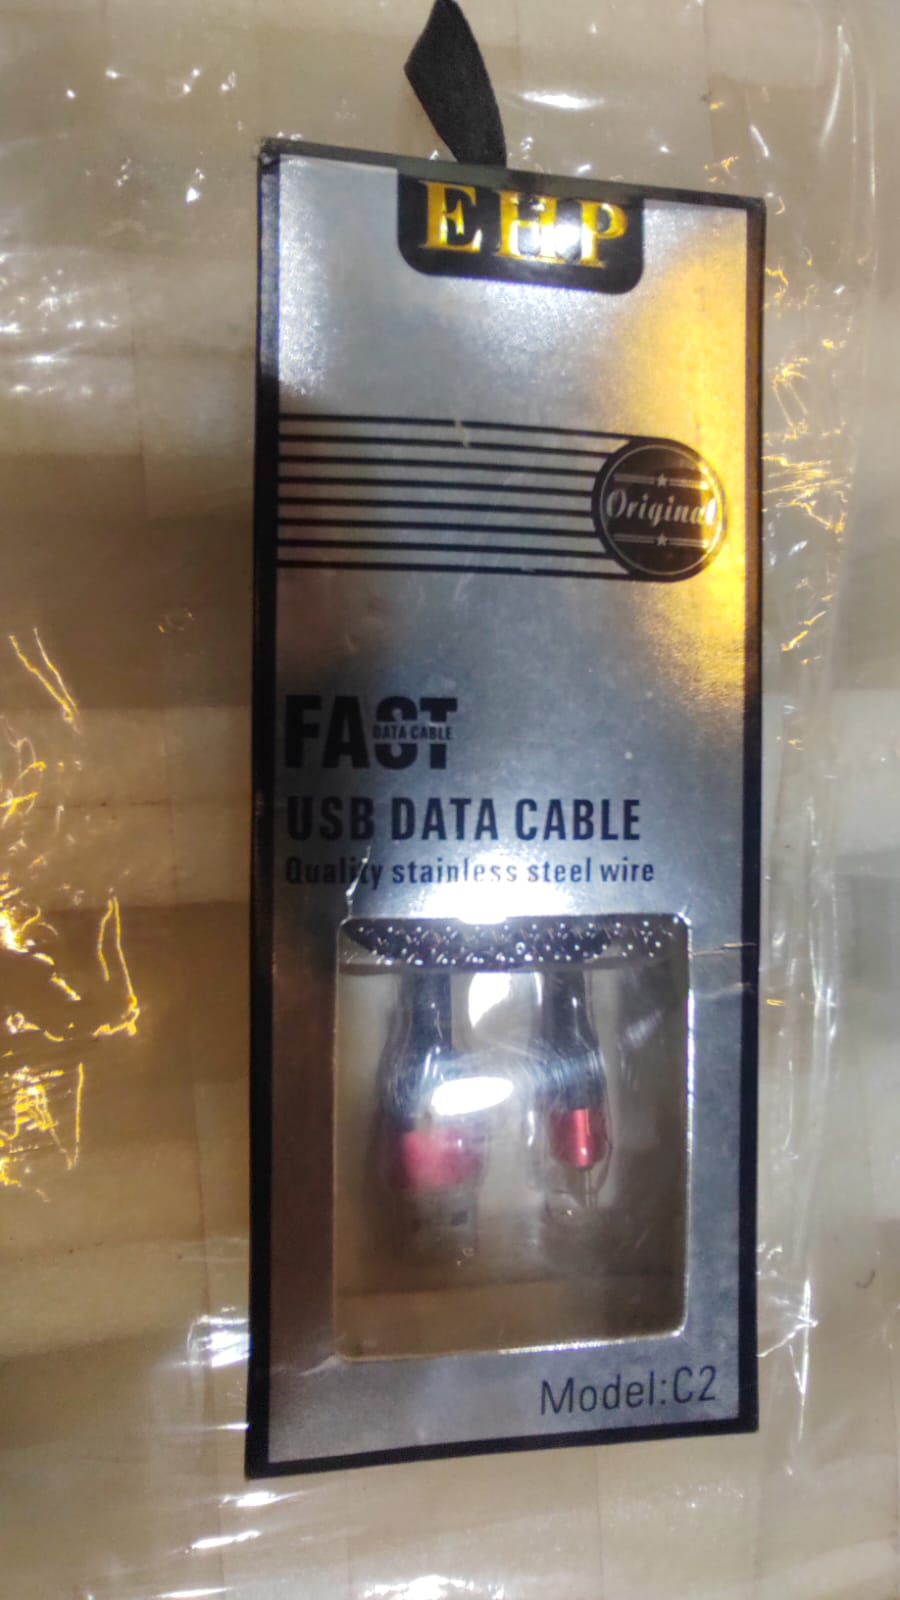 EHP
Original
FAST
DATA CABLE
USB DATA CABLE
Quality stainless steel wire
Model:C2